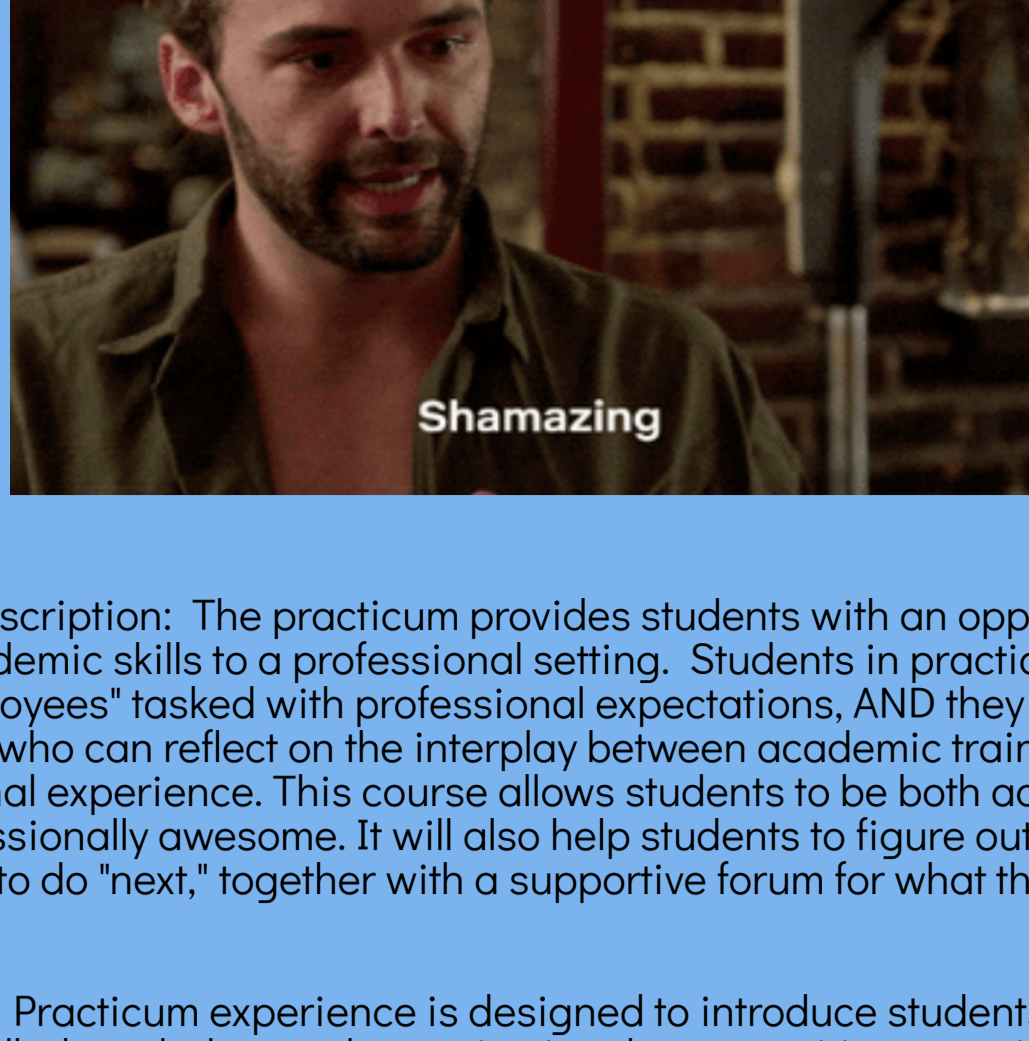 Shamazing
scription:  The practicum provides students with an opp
demic skills to a professional setting.  Students in practic
oyees" tasked with professional expectations, AND they
who can reflect on the interplay between academic train
al experience. This course allows students to be both ac
ssionally awesome. It will also help students to figure out
to do "next," together with a supportive forum for what th
Practicum experience is designed to introduce students